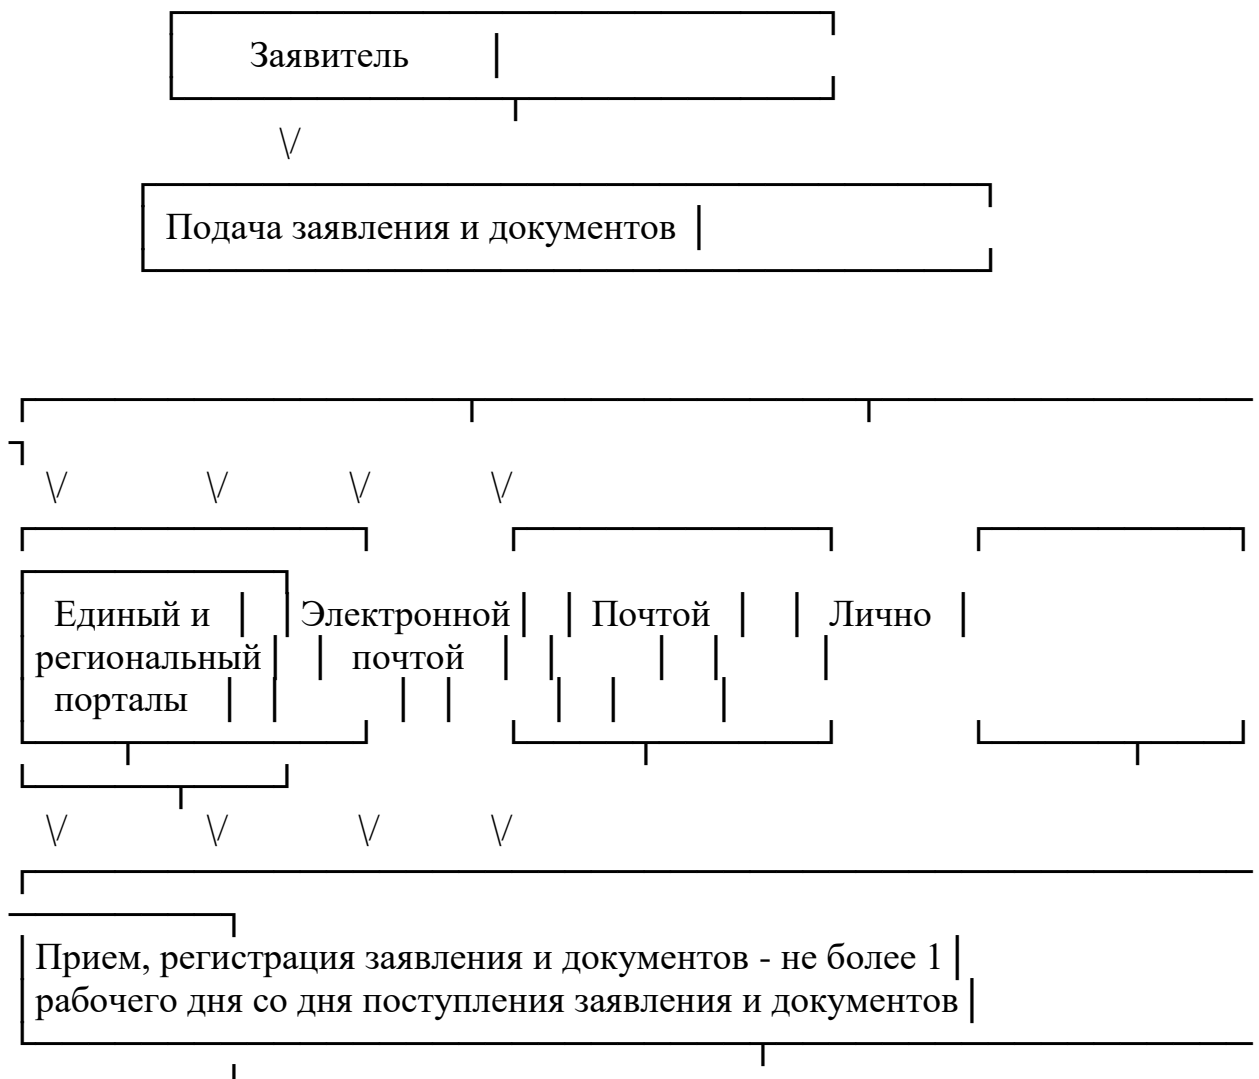 Заявитель
Подача заявления и документов
Единый и Электронной Почтой Лично
региональный почтой
порталы
Прием, регистрация заявления и документов - не более 1
рабочего дня со дня поступления заявления и документов